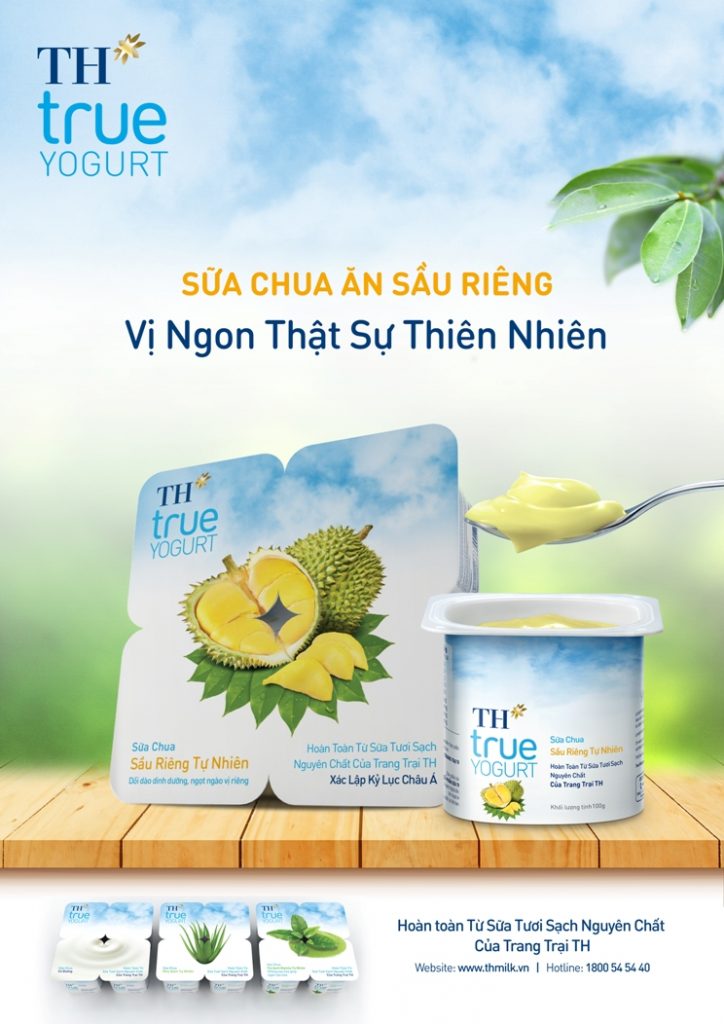 TH
true
YOGURT
SỮA CHUA ĂN SẦU RIÊNG
Vị Ngon Thật Sự Thiên Nhiên
TH
true
YOGURT
Sữa Chua
Sầu Riêng Tự Nhiên
Dồi dào dinh dưỡng, ngọt ngào vị riêng
Hoàn Toàn Từ Sữa Tươi Sạch
Nguyên Chất Của Trang Trại TH
Xác Lập Kỷ Lục Châu Á
TH
true
YOGURT
Sữa Chua
Sầu Riêng Tự Nhiên
Hoàn Toàn Từ Sữa Tươi Sạch
Nguyên Chất
Của Trang Trại TH
Khối lượng tịnh 100g
TH
true
YOGURT
TH
true
YOGURT
TH
true
YOGURT
Hoàn toàn Từ Sữa Tươi Sạch Nguyên Chất
Của Trang Trại TH
Website: www.thmilk.vn | Hotline: 1800 54 54 40